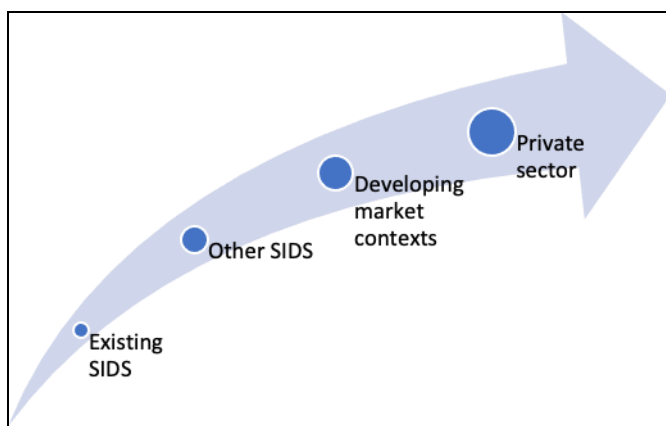 Existing
SIDS
Other SIDS
Developing
market
contexts
Private
sector